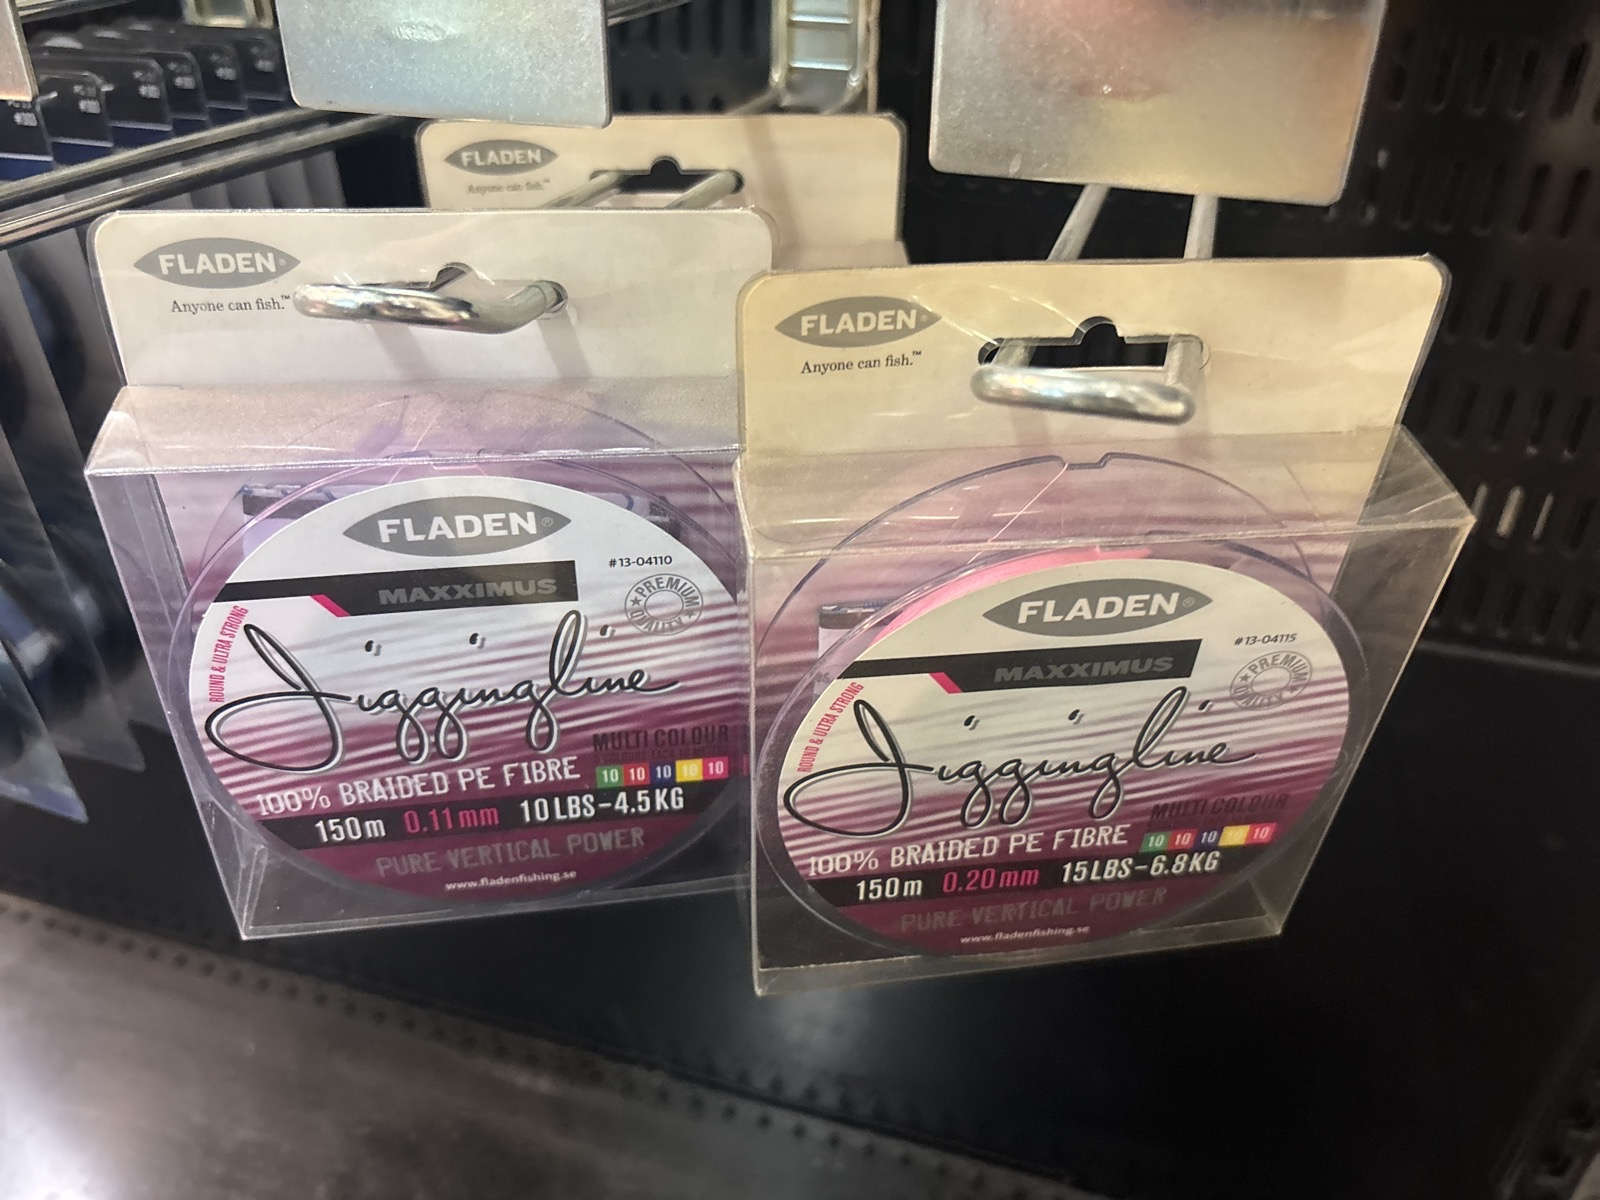 FLADEN
Anyone can fish.™
FLADEN®
Anyone can fish.™
FLADEN®
#13-04110
MAXXIMUS
PREMIUM QUALITY
ROUND & ULTRA STRONG
Jiggingline
MULTI COLOUR
100% BRAIDED PE FIBRE 10 10 10 10 10
150m 0.11mm 10LBS-4.5KG
PURE VERTICAL POWER
www.fladenfishing.se
FLADEN®
Anyone can fish.™
FLADEN®
#13-04115
MAXXIMUS
PREMIUM QUALITY
ROUND & ULTRA STRONG
Jiggingline
MULTI COLOUR
100% BRAIDED PE FIBRE 10 10 10 10 10
150m 0.20mm 15LBS-6.8KG
PURE VERTICAL POWER
www.fladenfishing.se